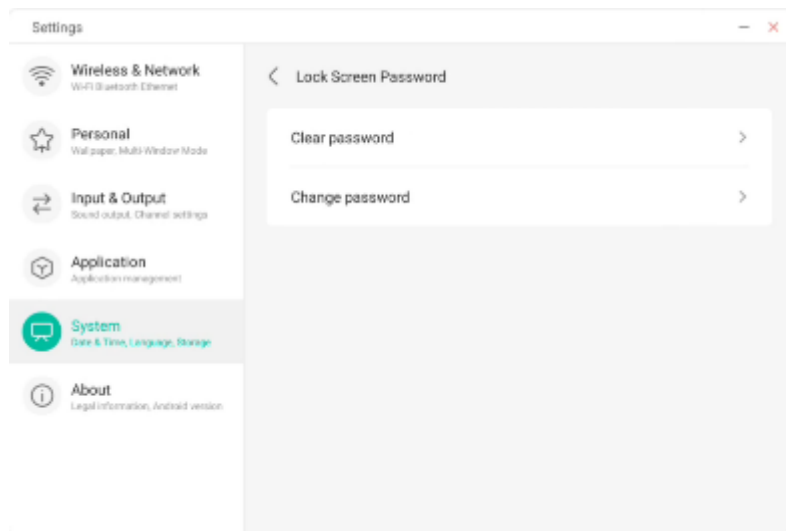 Settings
Wireless & Network
Wi-Fi Bluetooth Ethernet
Personal
Wallpaper, Multi-Window Mode
Input & Output
Sound output, Channel settings
Application
Application management
System
Date & Time, Language, Storage
About
Legal information, Android version
Lock Screen Password
Clear password
Change password